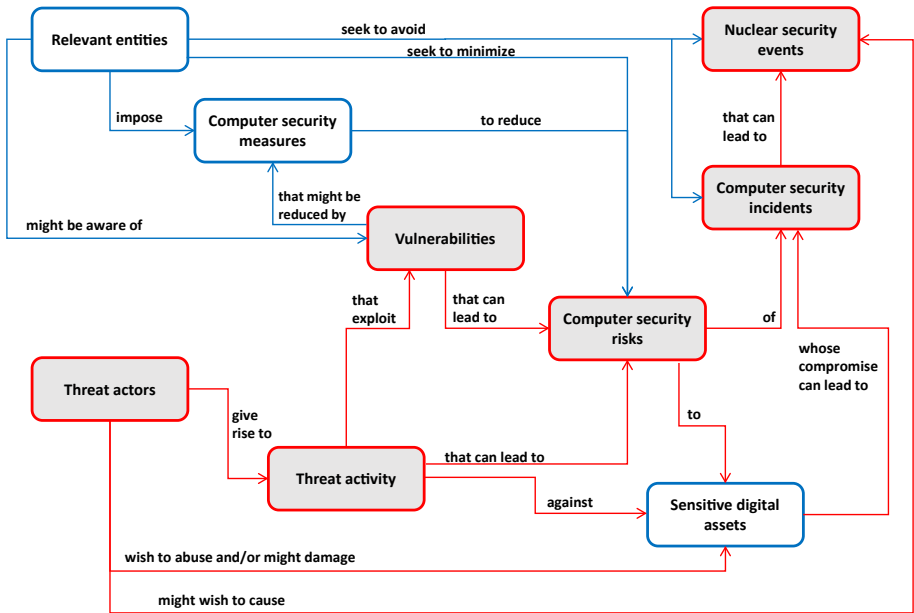 Relevant entities
seek to avoid
seek to minimize
Nuclear security
events
impose
Computer security
measures
to reduce
that can
lead to
that might be
reduced by
Computer security
incidents
might be aware of
Vulnerabilities
that
exploit
that can
lead to
Computer security
risks
of
whose
compromise
can lead to
Threat actors
give
rise to
to
that can lead to
Threat activity
against
Sensitive digital
assets
wish to abuse and/or might damage
might wish to cause